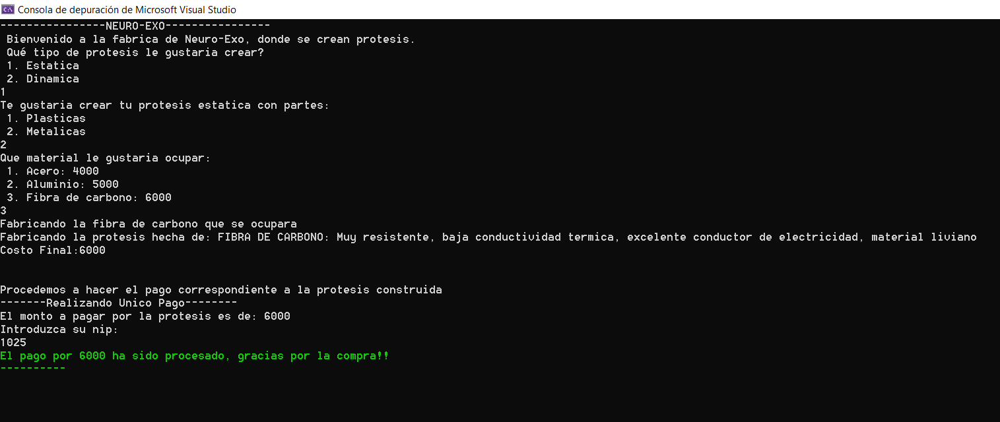 Consola de depuración de Microsoft Visual Studio
----------------NEURO-EXO----------------
 Bienvenido a la fabrica de Neuro-Exo, donde se crean protesis.
 Qué tipo de protesis le gustaria crear?
 1. Estatica
 2. Dinamica
1
Te gustaria crear tu protesis estatica con partes:
 1. Plasticas
 2. Metalicas
2
Que material le gustaria ocupar:
 1. Acero: 4000
 2. Aluminio: 5000
 3. Fibra de carbono: 6000
3
Fabricando la fibra de carbono que se ocupara
Fabricando la protesis hecha de: FIBRA DE CARBONO: Muy resistente, baja conductividad termica, excelente conductor de electricidad, material liviano
Costo Final:6000
Procedemos a hacer el pago correspondiente a la protesis construida
-------Realizando Unico Pago--------
El monto a pagar por la protesis es de: 6000
Introduzca su nip:
1025
El pago por 6000 ha sido procesado, gracias por la compra!!
----------